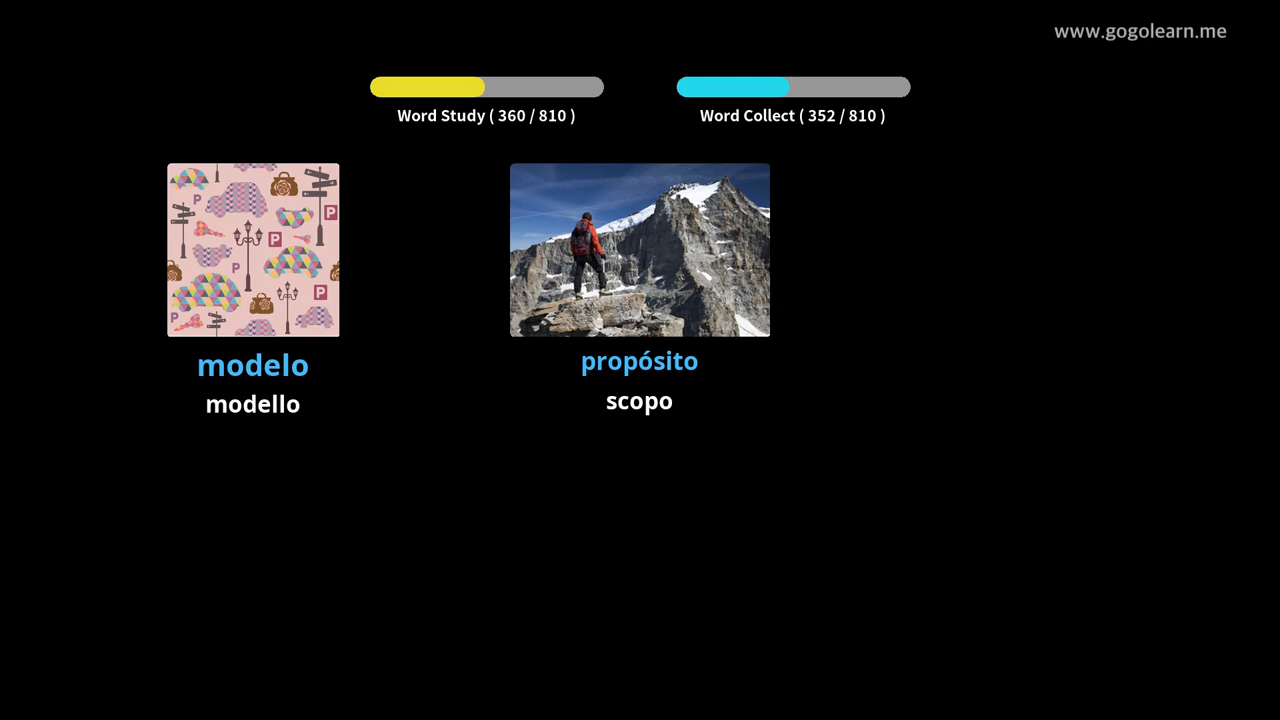 www.gogolearn.me
Word Study ( 360 / 810 )
Word Collect ( 352 / 810 )
P
P
P
P
P
P
modelo
modello
propósito
scopo